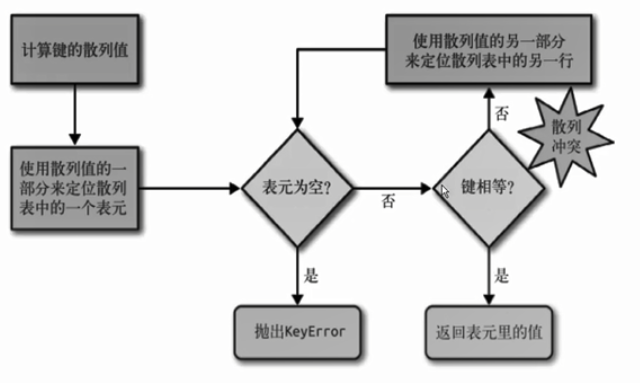 计算键的散列值
使用散列值的一
部分来定位散列
表中的一个表元
表元为空?
否
是
抛出KeyError
键相等?
否
使用散列值的另一部分
来定位散列表中的另一行
散列
冲突
是
返回表元里的值